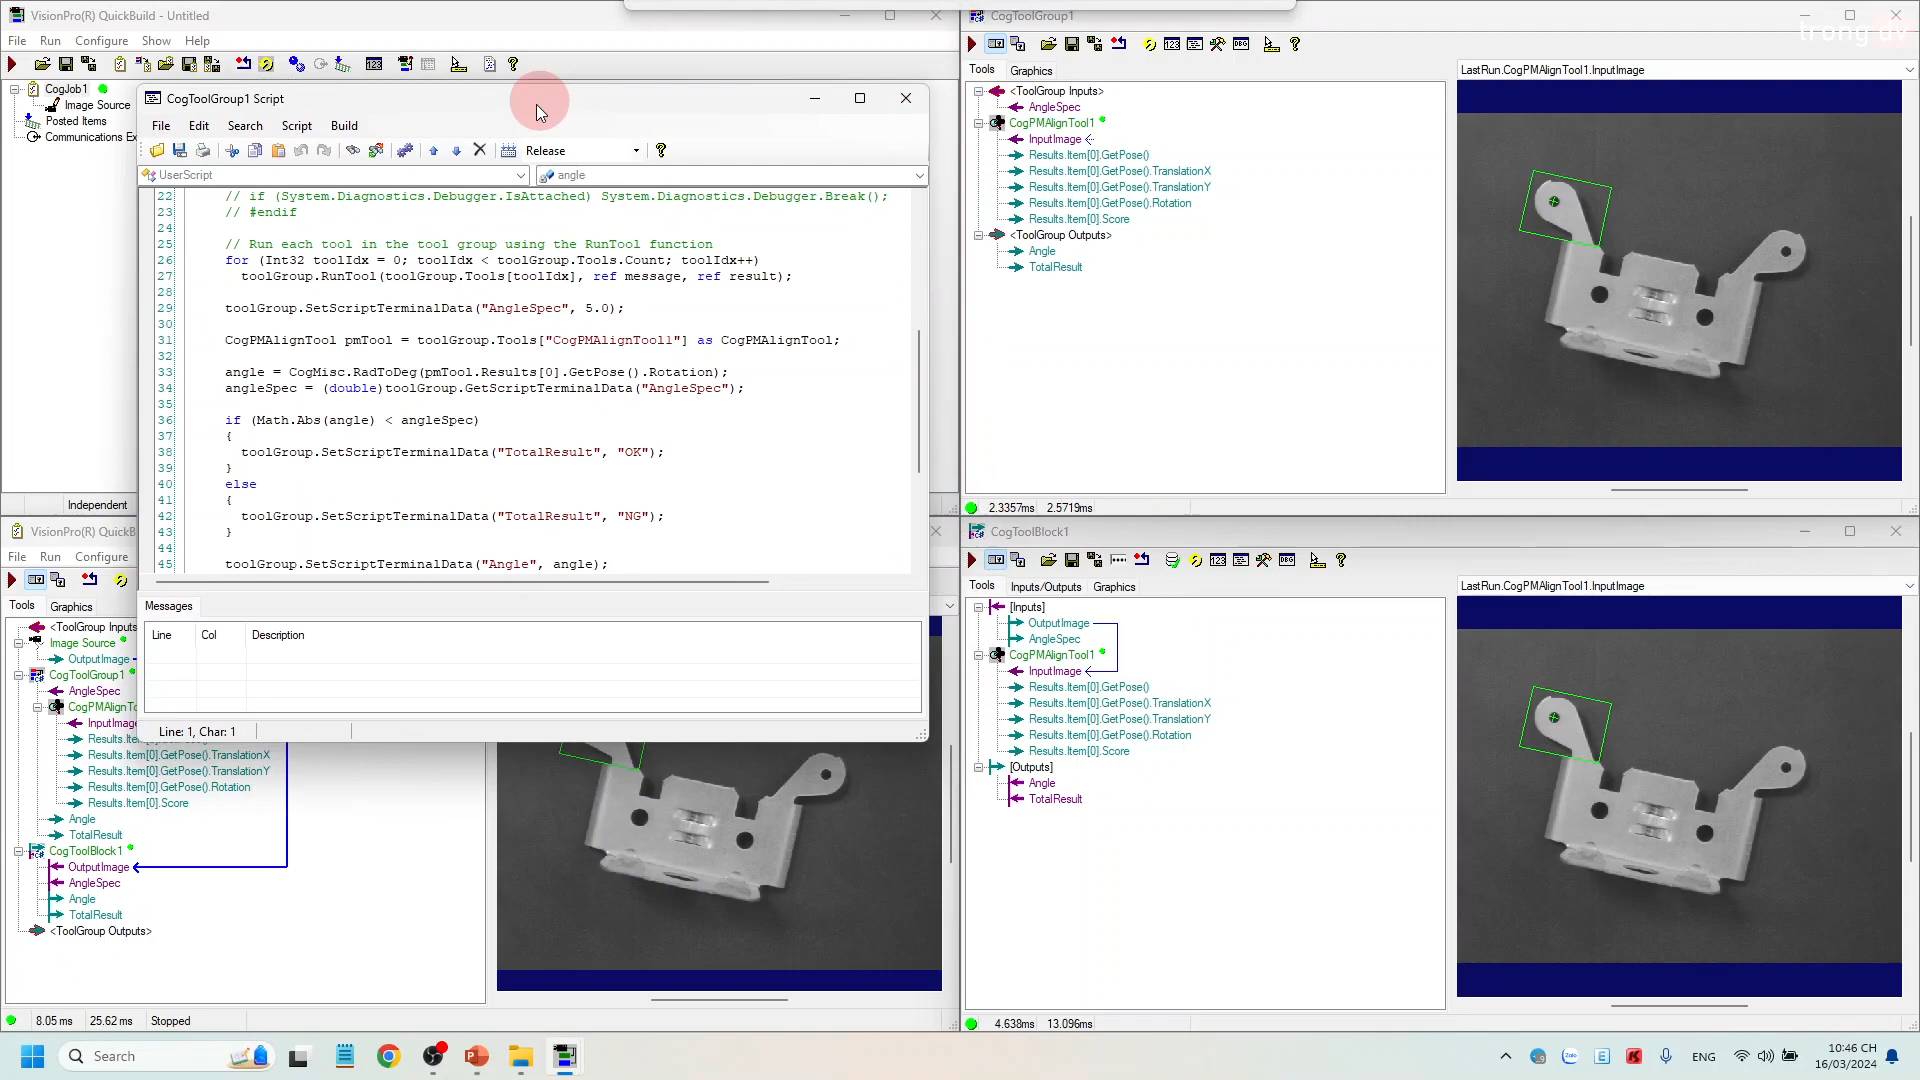 VisionPro(R) QuickBuild - Untitled
File Run Configure Show Help
CogJob1
Image Source
Posted Items
Communications Ex
Independent
CogToolGroup1 Script
File Edit Search Script Build
Release
UserScript
angle
22 // if (System.Diagnostics.Debugger.IsAttached) System.Diagnostics.Debugger.Break();
23 // #endif
24
25 // Run each tool in the tool group using the RunTool function
26 for (Int32 toolIdx = 0; toolIdx < toolGroup.Tools.Count; toolIdx++)
27 toolGroup.RunTool(toolGroup.Tools[toolIdx], ref message, ref result);
28
29 toolGroup.SetScriptTerminalData("AngleSpec", 5.0);
30
31 CogPMAlignTool pmTool = toolGroup.Tools["CogPMAlignTool1"] as CogPMAlignTool;
32
33 angle = CogMisc.RadToDeg(pmTool.Results[0].GetPose().Rotation);
34 angleSpec = (double)toolGroup.GetScriptTerminalData("AngleSpec");
35
36 if (Math.Abs(angle) < angleSpec)
37 {
38 toolGroup.SetScriptTerminalData("TotalResult", "OK");
39 }
40 else
41 {
42 toolGroup.SetScriptTerminalData("TotalResult", "NG");
43 }
44
45 toolGroup.SetScriptTerminalData("Angle", angle);
Messages
Line Col Description
Line: 1, Char: 1
CogToolGroup1
trong dv
Tools Graphics
LastRun.CogPMAlignTool1.InputImage
<ToolGroup Inputs>
AngleSpec
CogPMAlignTool1
InputImage
Results.Item[0].GetPose()
Results.Item[0].GetPose().TranslationX
Results.Item[0].GetPose().TranslationY
Results.Item[0].GetPose().Rotation
Results.Item[0].Score
<ToolGroup Outputs>
Angle
TotalResult
2.3357ms 2.5719ms
VisionPro(R) QuickB
File Run Configure
Tools Graphics
<ToolGroup Inputs
Image Source
OutputImage
CogToolGroup1
AngleSpec
CogPMAlignTo
InputImage
Results.Item[0].GetPose().TranslationX
Results.Item[0].GetPose().TranslationY
Results.Item[0].GetPose().Rotation
Results.Item[0].Score
Angle
TotalResult
CogToolBlock1
OutputImage
AngleSpec
Angle
TotalResult
<ToolGroup Outputs>
8.05 ms 25.62 ms Stopped
CogToolBlock1
Tools Inputs/Outputs Graphics
LastRun.CogPMAlignTool1.InputImage
[Inputs]
OutputImage
AngleSpec
CogPMAlignTool1
InputImage
Results.Item[0].GetPose()
Results.Item[0].GetPose().TranslationX
Results.Item[0].GetPose().TranslationY
Results.Item[0].GetPose().Rotation
Results.Item[0].Score
[Outputs]
Angle
TotalResult
4.638ms 13.096ms
Search
ENG
10:46 CH
16/03/2024